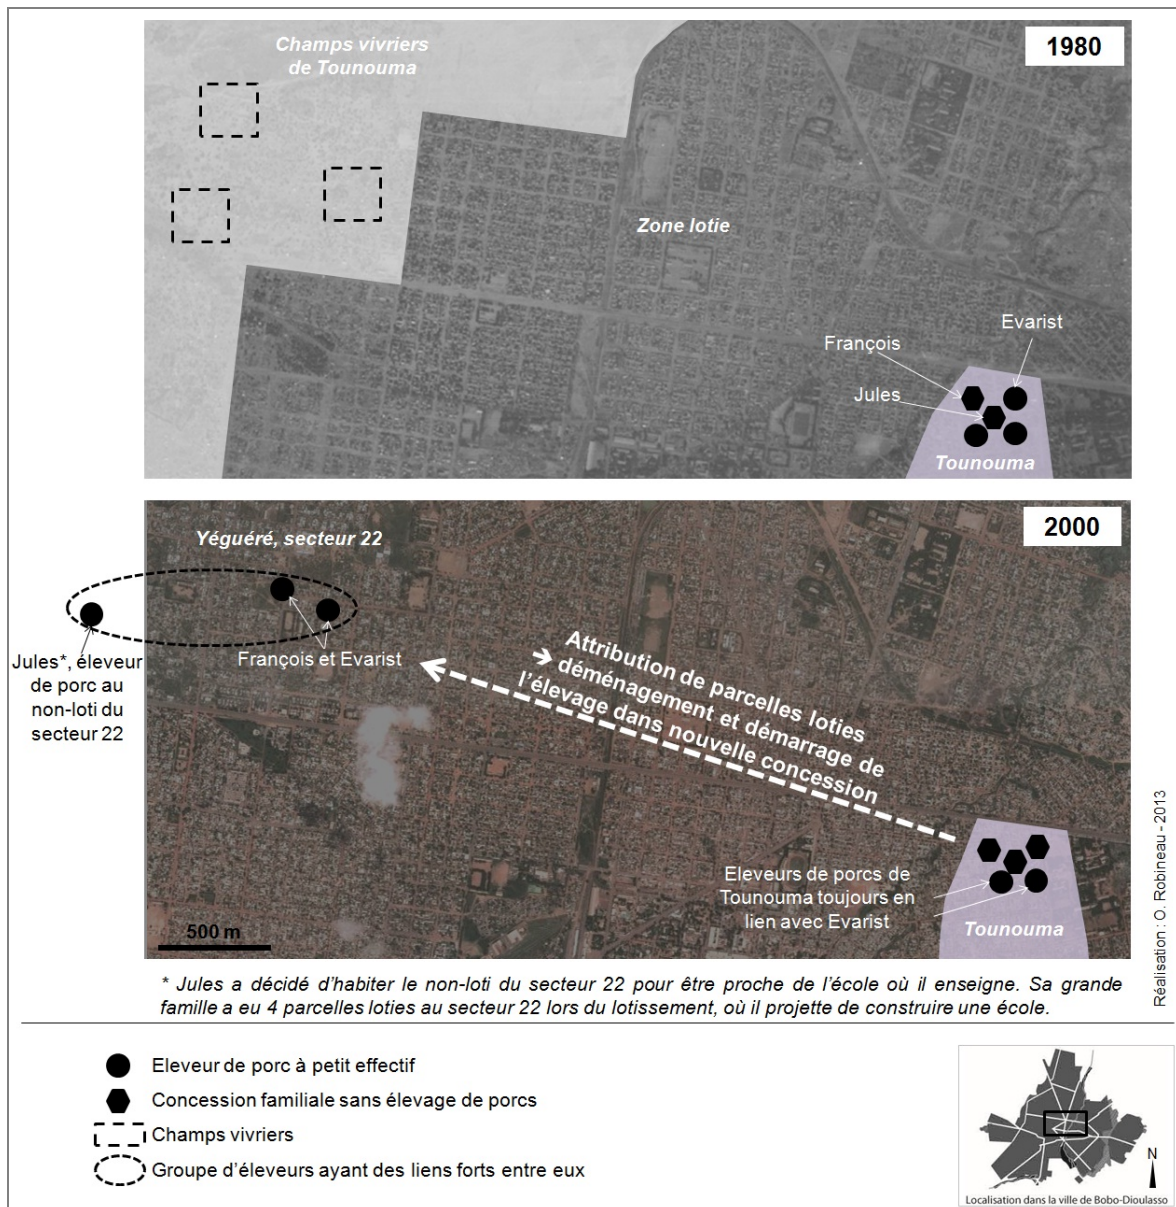 Champs vivriers
de Tounouma
1980
Zone lotie
Evarist
François
Jules
Tounouma
Yéguéré, secteur 22
2000
Jules*, éleveur
de porc au
non-loti du
secteur 22
François et Evarist
Attribution de parcelles loties
déménagement et démarrage de
l'élevage dans nouvelle concession
Eleveurs de porcs de
Tounouma toujours en
lien avec Evarist
Tounouma
500 m
Réalisation : O. Robineau - 2013
* Jules a décidé d'habiter le non-loti du secteur 22 pour être proche de l'école où il enseigne. Sa grande
famille a eu 4 parcelles loties au secteur 22 lors du lotissement, où il projette de construire une école.
Eleveur de porc à petit effectif
Concession familiale sans élevage de porcs
Champs vivriers
Groupe d'éleveurs ayant des liens forts entre eux
N
Localisation dans la ville de Bobo-Dioulasso